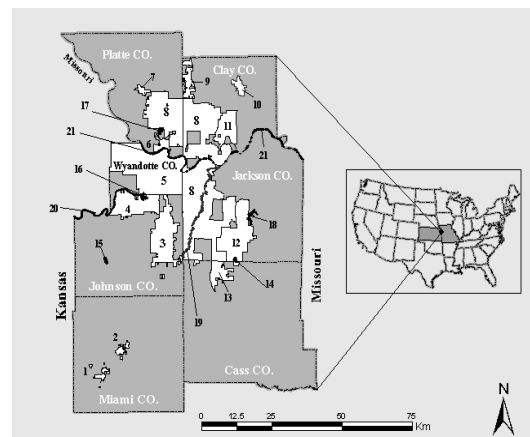 Platte CO.
Missouri
Clay CO.
7
9
10
17
8
8
11
6
21
21
Wyandotte CO.
Jackson CO.
16
5
8
20
4
18
3
12
15
14
13
Johnson CO.
19
Kansas
Missouri
2
1
Miami CO.
Cass CO.
N
0 12.5 25 50 75
Km